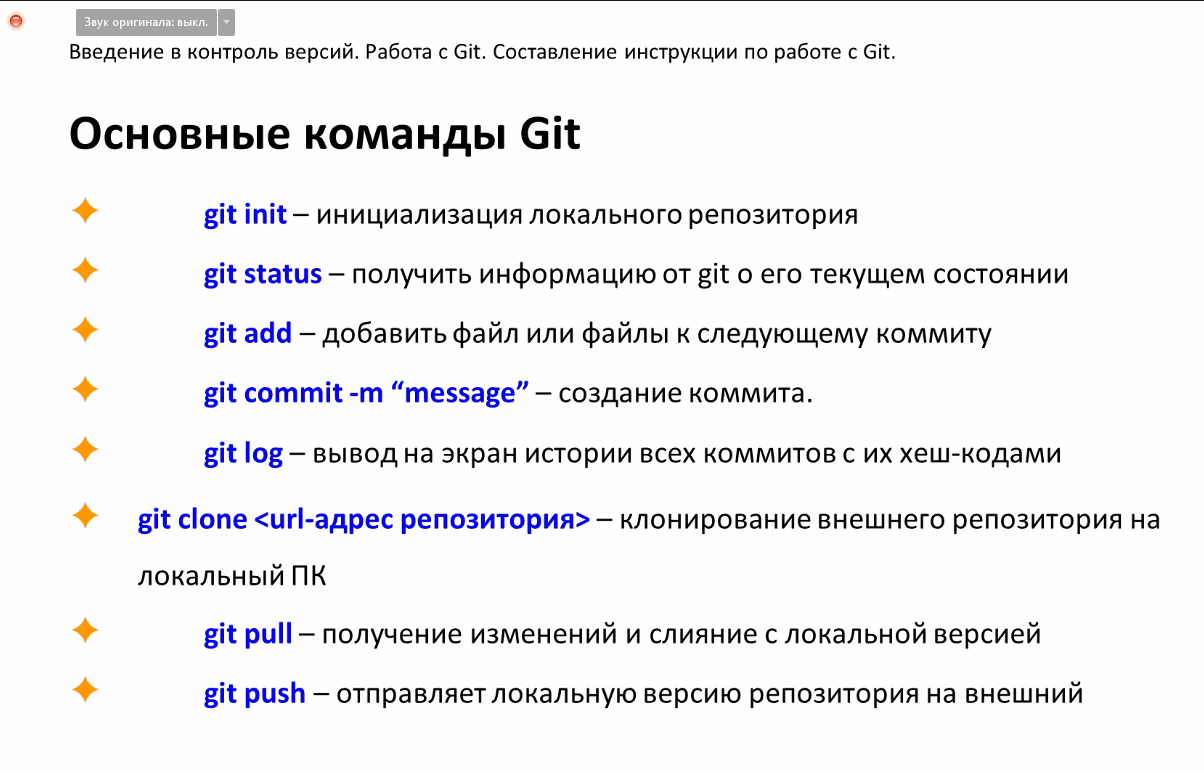 Звук оригинала: выкл.
Введение в контроль версий. Работа с Git. Составление инструкции по работе с Git.
Основные команды Git
git init – инициализация локального репозитория
git status – получить информацию от git о его текущем состоянии
git add – добавить файл или файлы к следующему коммиту
git commit -m “message” – создание коммита.
git log – вывод на экран истории всех коммитов с их хеш-кодами
git clone <url-адрес репозитория> – клонирование внешнего репозитория на
локальный ПК
git pull – получение изменений и слияние с локальной версией
git push – отправляет локальную версию репозитория на внешний